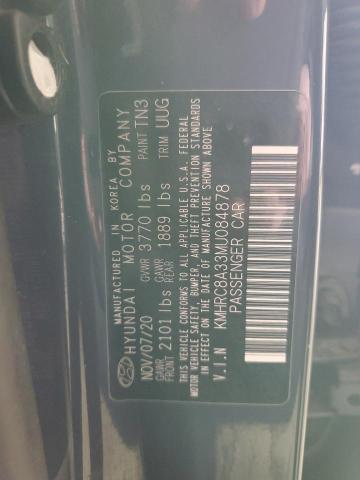 MANUFACTURED IN KOREA BY
HYUNDAI MOTOR COMPANY
NOV/07/20 GVWR 3770 lbs PAINT TN3
GAWR FRONT 2101 lbs GAWR REAR 1889 lbs TRIM UUG
THIS VEHICLE CONFORMS TO ALL APPLICABLE U.S.A. FEDERAL
MOTOR VEHICLE SAFETY, BUMPER, AND THEFT PREVENTION STANDARDS
IN EFFECT ON THE DATE OF MANUFACTURE SHOWN ABOVE.
V.I.N KMHRC8A33MU084878
PASSENGER CAR